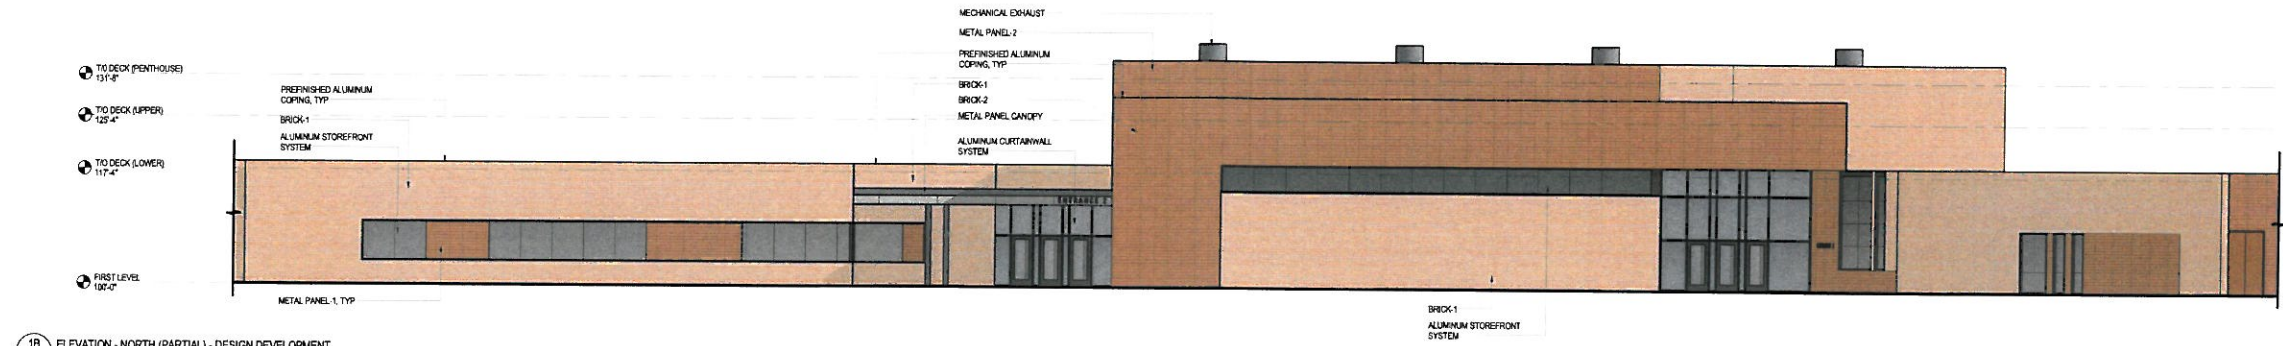 MECHANICAL EXHAUST
METAL PANEL-2
PREFINISHED ALUMINUM
COPING, TYP
BRICK-1
BRICK-2
METAL PANEL CANOPY
ALUMINUM CURTAINWALL
SYSTEM
T/O DECK (PENTHOUSE)
131'-8"
T/O DECK (UPPER)
125'-4"
T/O DECK (LOWER)
117'-4"
FIRST LEVEL
100'-0"
PREFINISHED ALUMINUM
COPING, TYP
BRICK-1
ALUMINUM STOREFRONT
SYSTEM
ENTRANCE 2
METAL PANEL-1, TYP
BRICK-1
ALUMINUM STOREFRONT
SYSTEM
1B ELEVATION - NORTH (PARTIAL) - DESIGN DEVELOPMENT